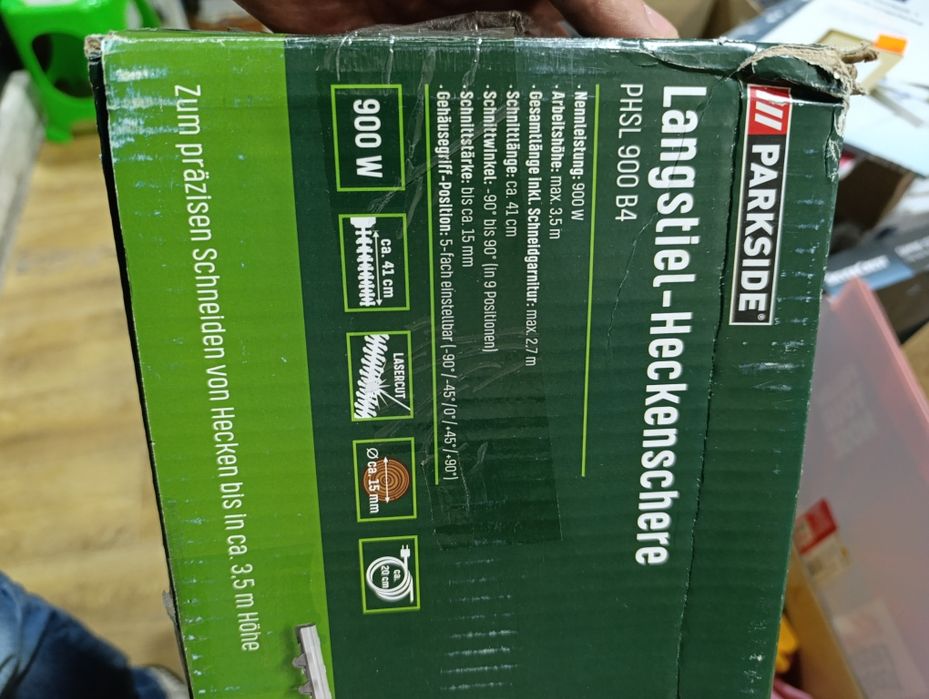 PARKSIDE®
Langstiel-Heckenschere
PHSL 900 B4
· Nennleistung: 900 W
· Arbeitshöhe: max. 3,5 m
· Gesamtlänge inkl. Schneidgarnitur: max. 2,7 m
· Schnittlänge: ca. 41 cm
· Schnittwinkel: -90° bis 90° (in 9 Positionen)
· Schnittstärke: bis ca. 15 mm
· Gehäusegriff-Position: 5-fach einstellbar (-90°/-45°/0°/+45°/+90°)
900 W
ca. 41 cm
LASERCUT
Ø ca. 15 mm
ca.
20 cm
Zum präzisen Schneiden von Hecken bis in ca. 3,5 m Höhe